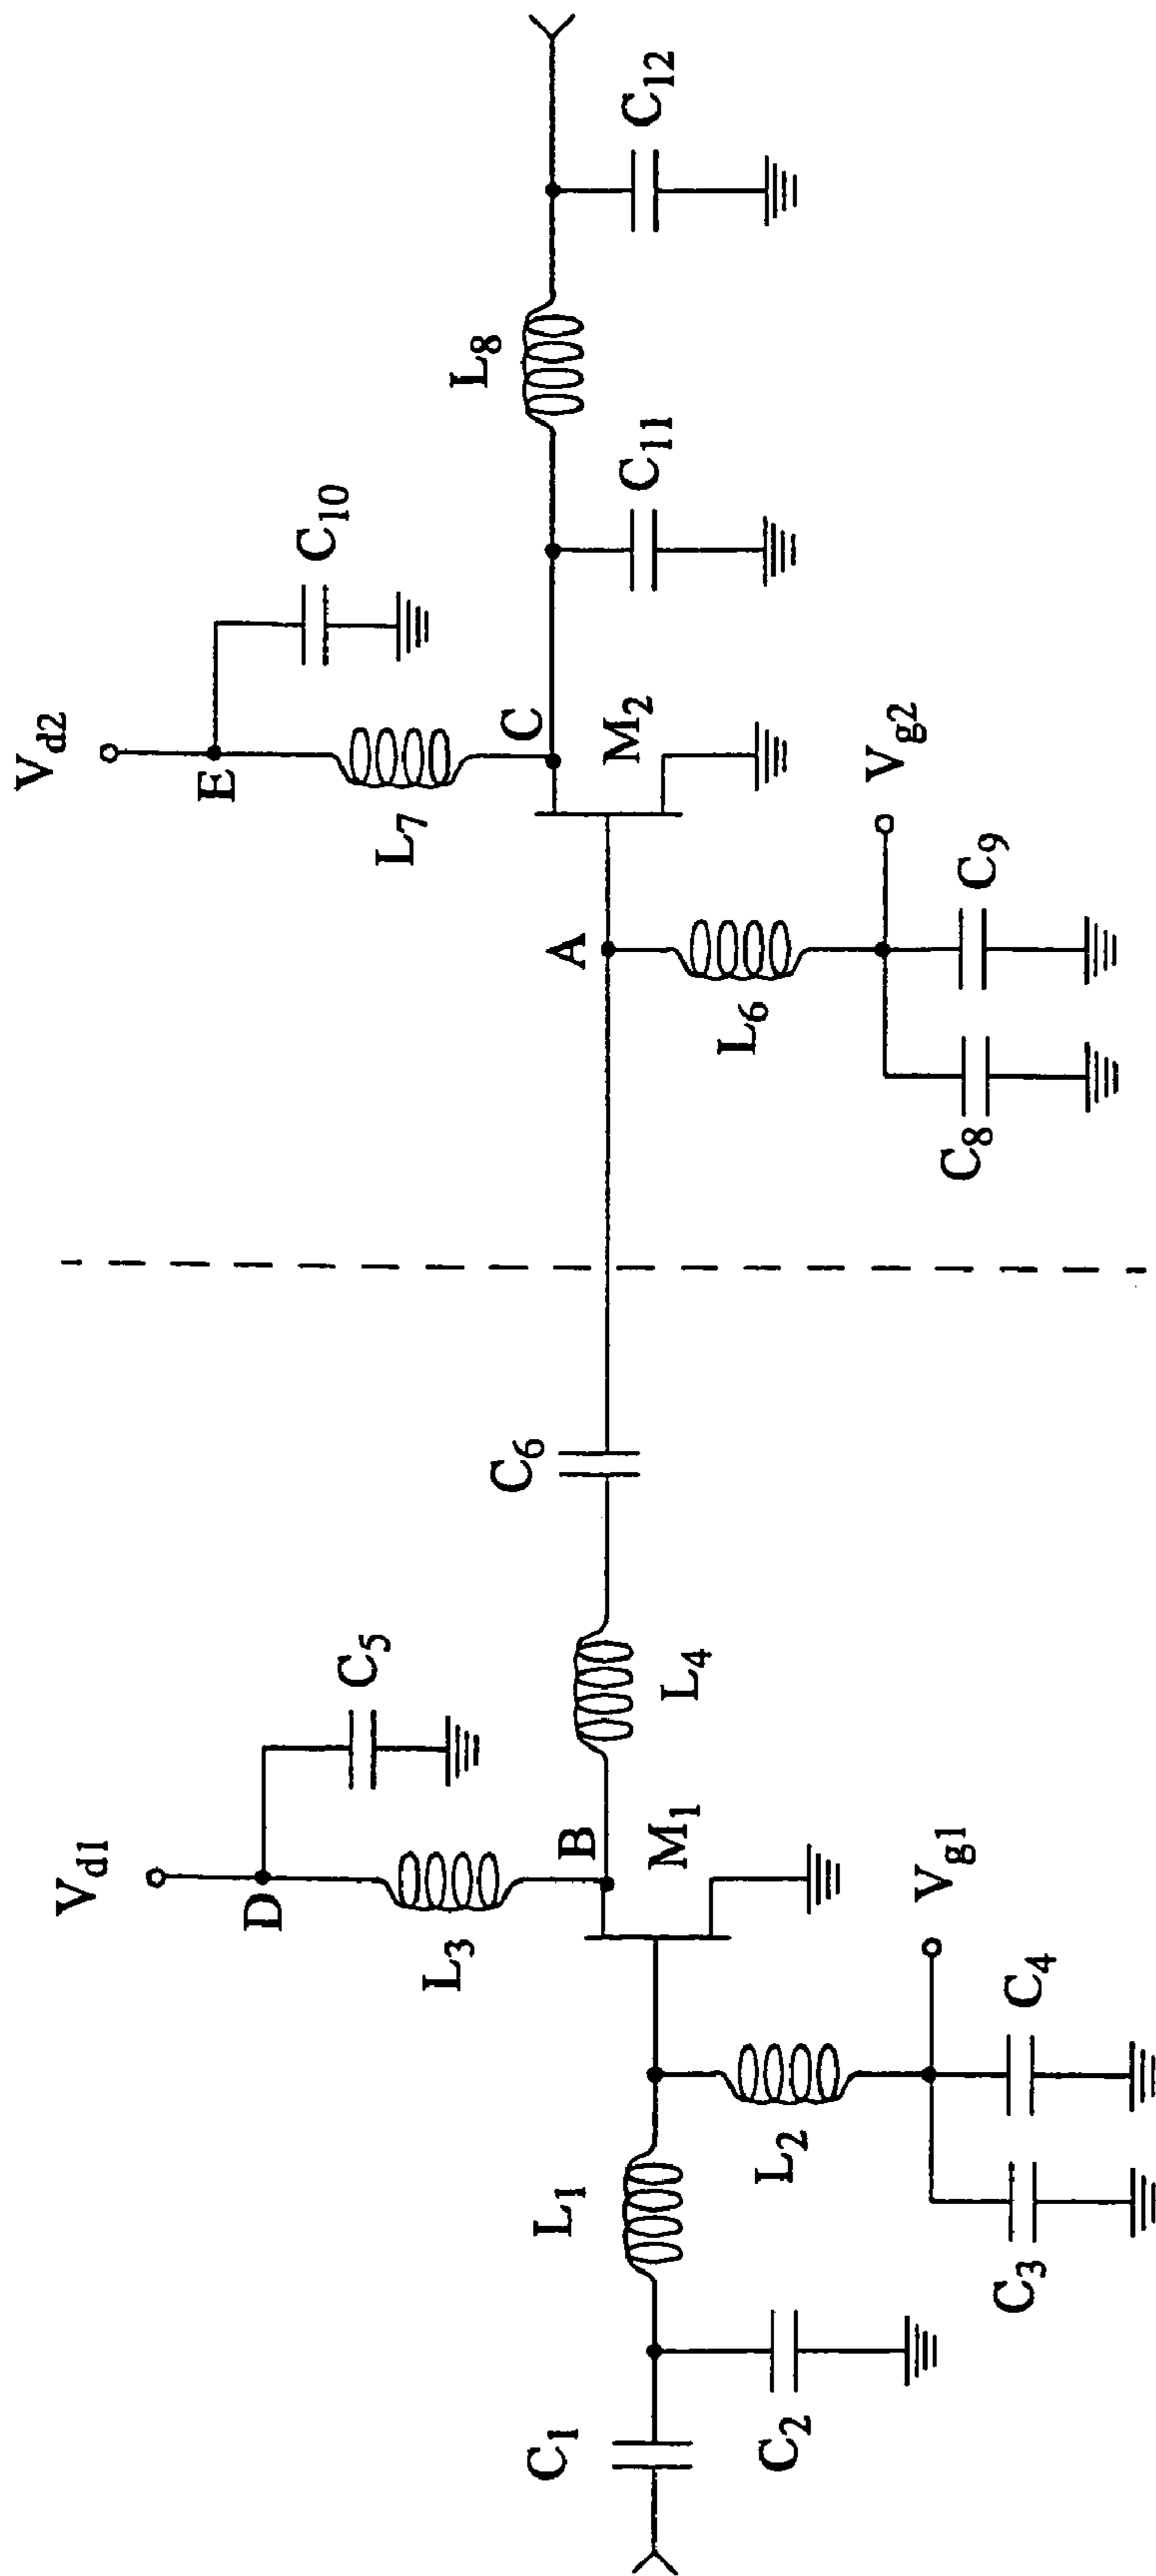 V_d1
V_d2
D
C_5
E
C_10
L_3
L_7
B
C
L_4
C_6
A
L_8
M_1
M_2
C_11
C_12
C_1
L_1
C_2
L_2
V_g1
C_3
C_4
L_6
V_g2
C_8
C_9